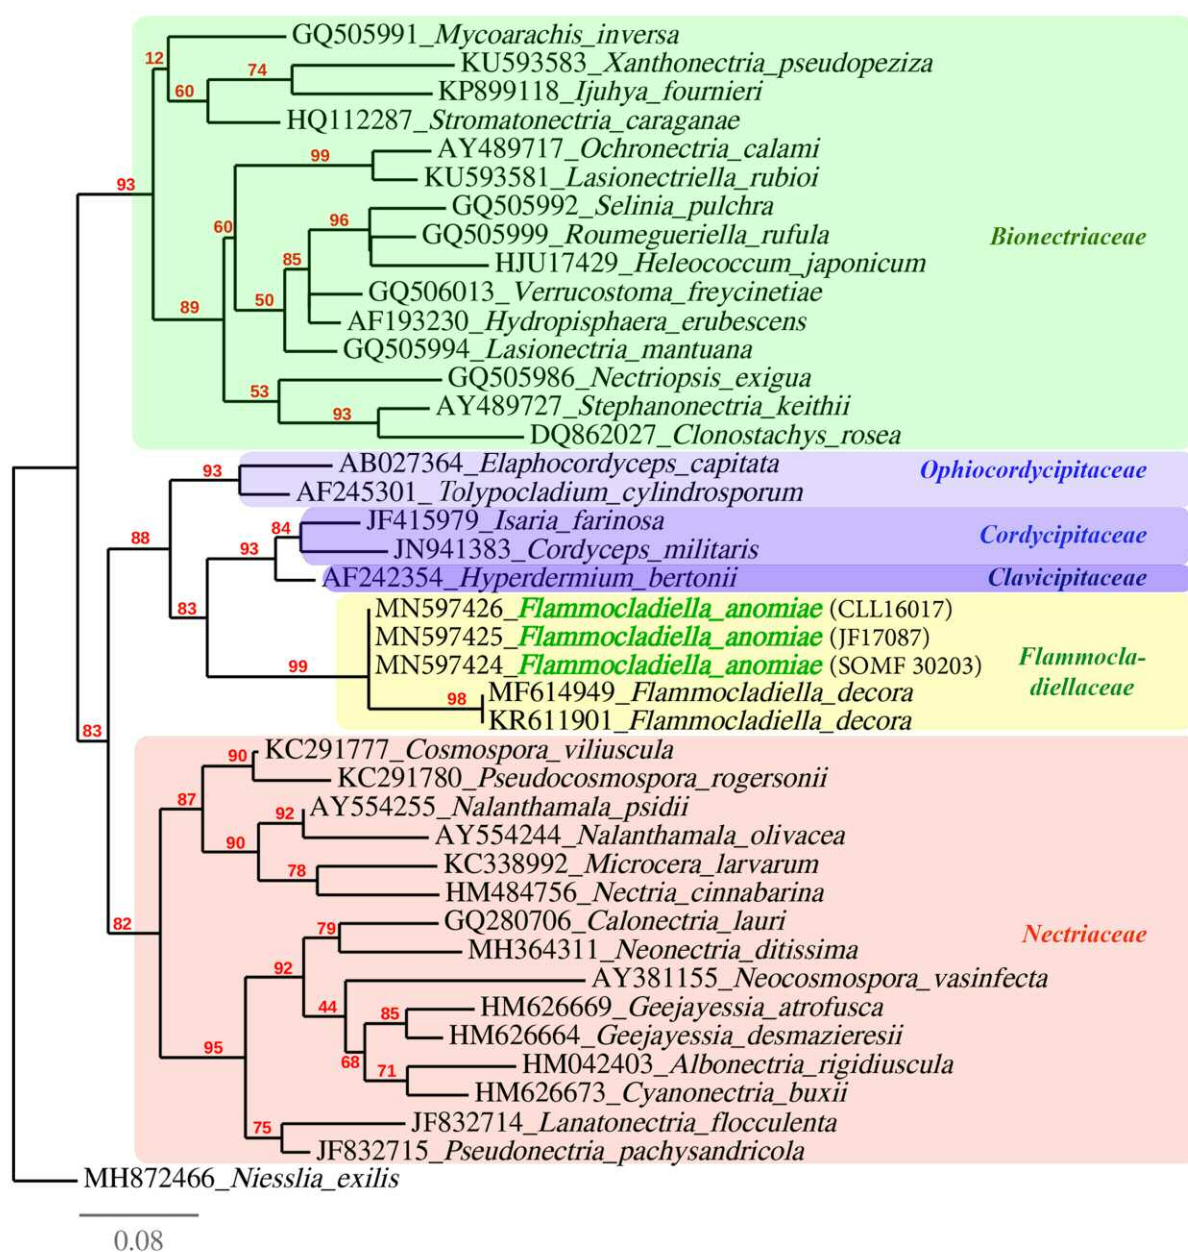 GQ505991_Mycoarachis_inversa
12
KU593583_Xanthonectria_pseudopeziza
74
KP899118_Ijuhya_fournieri
60
HQ112287_Stromatonectria_caraganae
AY489717_Ochronectria_calami
99
KU593581_Lasionectriella_rubioi
93
GQ505992_Selinia_pulchra
96
60
GQ505999_Roumegueriella_rufula
Bionectriaceae
HJU17429_Heleococcum_japonicum
85
GQ506013_Verrucostoma_freycinetiae
89
50
AF193230_Hydropisphaera_erubescens
GQ505994_Lasionectria_mantuana
GQ505986_Nectriopsis_exigua
53
AY489727_Stephanonectria_keithii
93
DQ862027_Clonostachys_rosea
AB027364_Elaphocordyceps_capitata
93
Ophiocordycipitaceae
AF245301_Tolypocladium_cylindrosporum
JF415979_Isaria_farinosa
84
Cordycipitaceae
88
93
JN941383_Cordyceps_militaris
AF242354_Hyperdermium_bertonii
Clavicipitaceae
83
MN597426_Flammocladiella_anomiae (CLL16017)
MN597425_Flammocladiella_anomiae (JF17087)
MN597424_Flammocladiella_anomiae (SOMF 30203)
Flammocla-
diellaceae
99
MF614949_Flammocladiella_decora
98
KR611901_Flammocladiella_decora
83
KC291777_Cosmospora_viliuscula
90
KC291780_Pseudocosmospora_rogersonii
87
AY554255_Nalanthamala_psidii
92
AY554244_Nalanthamala_olivacea
90
KC338992_Microcera_larvarum
78
HM484756_Nectria_cinnabarina
82
GQ280706_Calonectria_lauri
79
Nectriaceae
MH364311_Neonectria_ditissima
92
AY381155_Neocosmospora_vasinfecta
44
HM626669_Geejayessia_atrofusca
85
HM626664_Geejayessia_desmazieresii
95
68
HM042403_Albonectria_rigidiuscula
71
HM626673_Cyanonectria_buxii
JF832714_Lanatonectria_flocculenta
75
JF832715_Pseudonectria_pachysandricola
MH872466_Niesslia_exilis
0.08